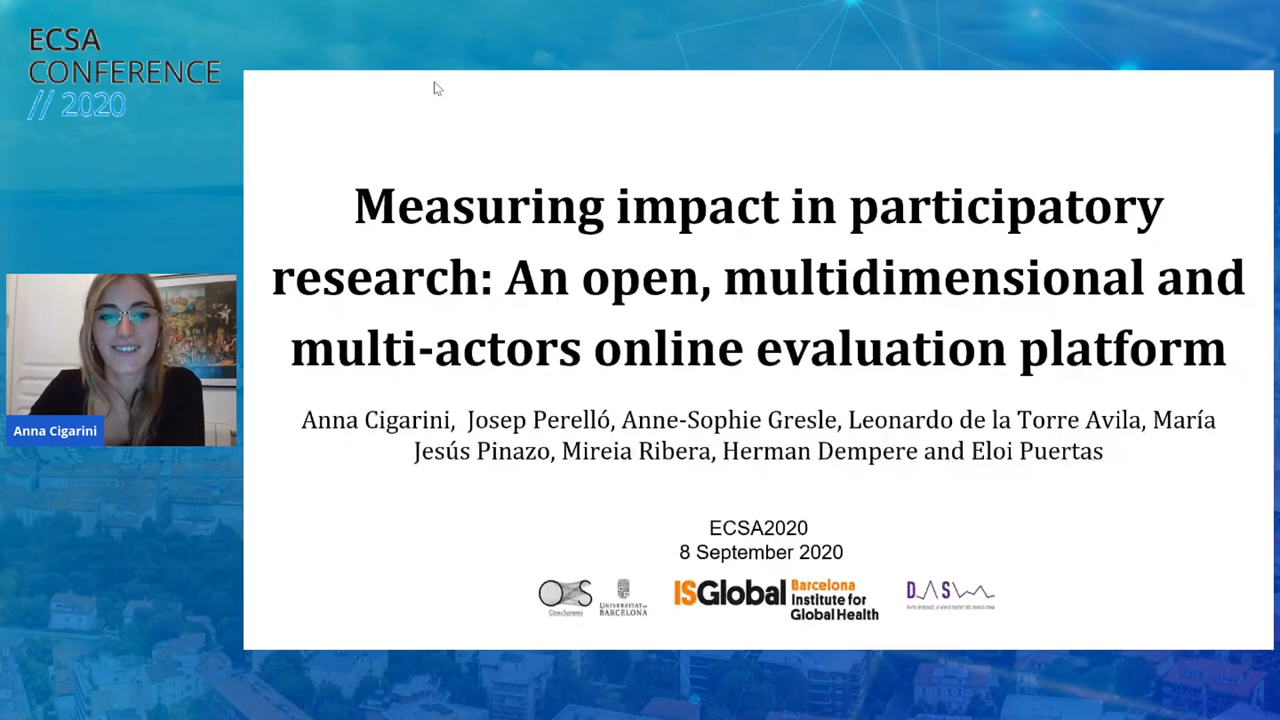 ECSA
CONFERENCE
// 2020
Measuring impact in participatory
research: An open, multidimensional and
multi-actors online evaluation platform
Anna Cigarini
Anna Cigarini, Josep Perelló, Anne-Sophie Gresle, Leonardo de la Torre Avila, María
Jesús Pinazo, Mireia Ribera, Herman Dempere and Eloi Puertas
ECSA2020
8 September 2020
UNIVERSITAT DE
BARCELONA
ISGlobal Barcelona
Institute for
Global Health